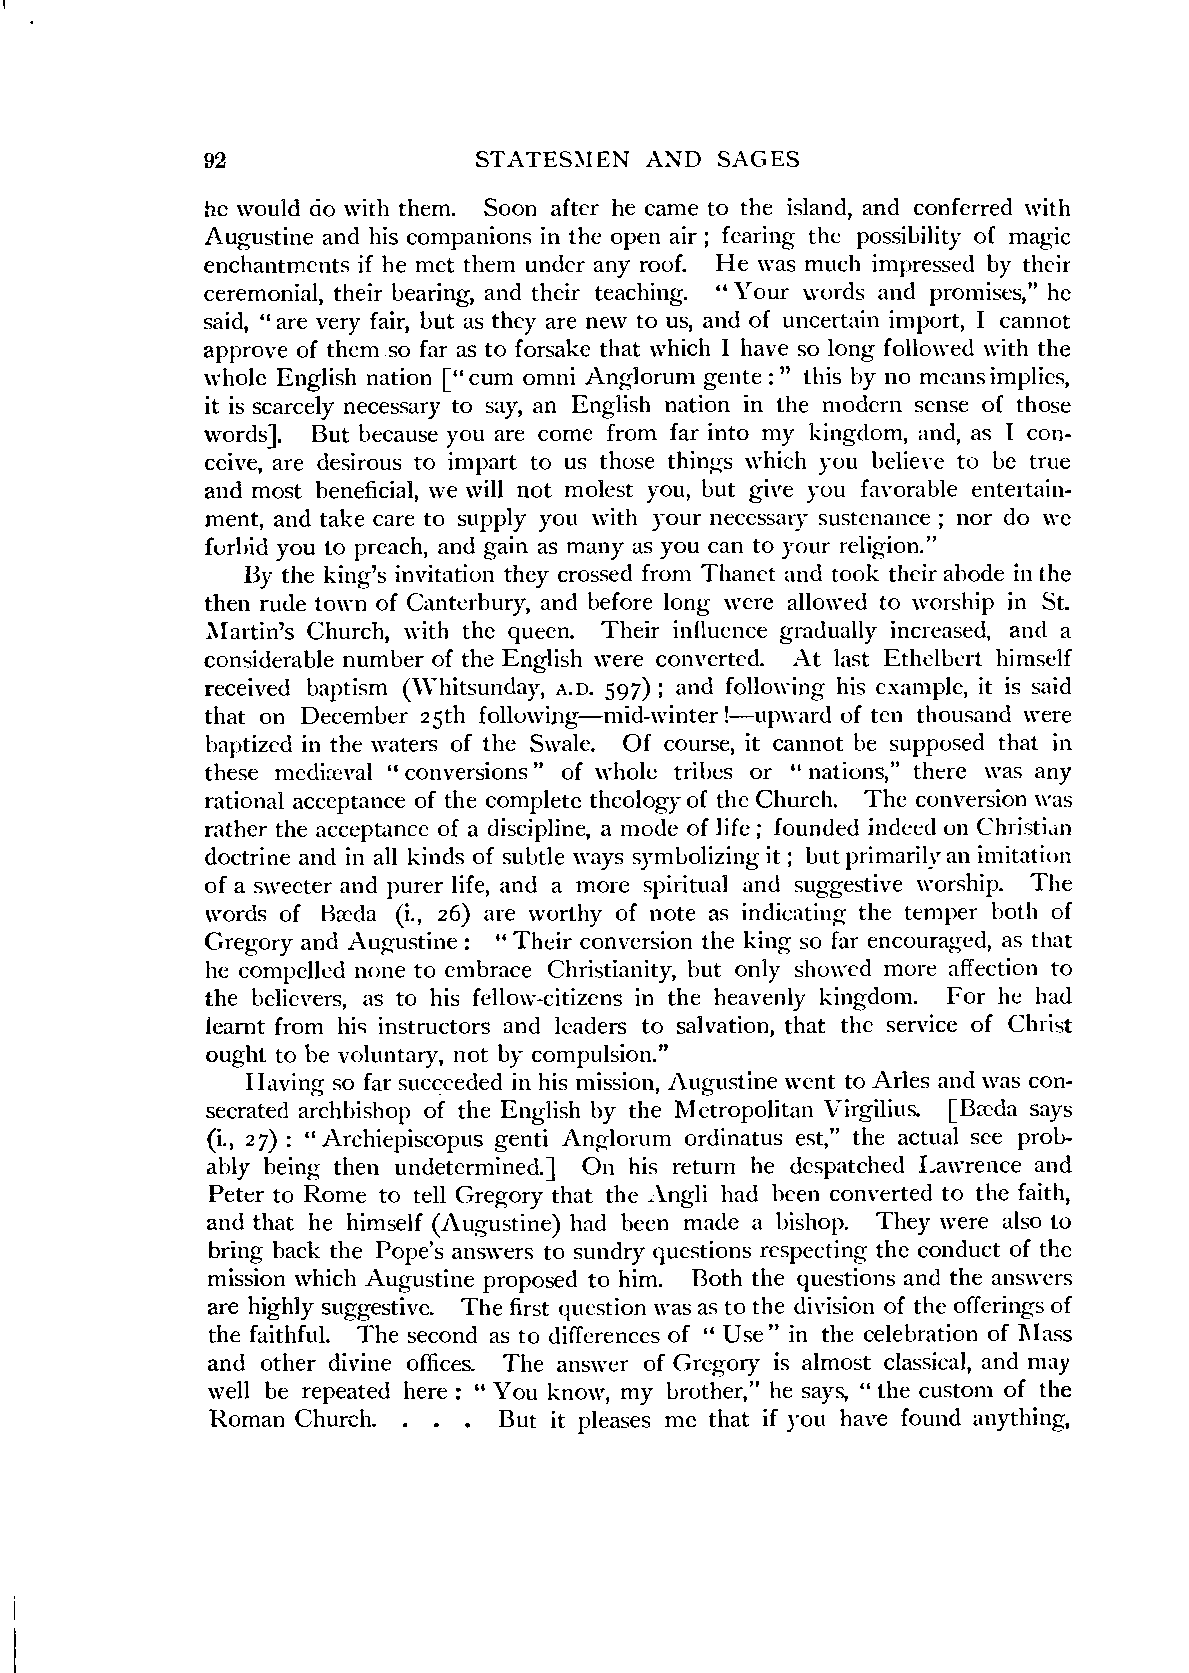 92 STATESMEN AND SAGES
he would do with them. Soon after he came to the island, and conferred with
Augustine and his companions in the open air; fearing the possibility of magic
enchantments if he met them under any roof. He was much impressed by their
ceremonial, their bearing, and their teaching. "Your words and promises," he
said, "are very fair, but as they are new to us, and of uncertain import, I cannot
approve of them so far as to forsake that which I have so long followed with the
whole English nation ["cum omni Anglorum gente:" this by no means implies,
it is scarcely necessary to say, an English nation in the modern sense of those
words]. But because you are come from far into my kingdom, and, as I con-
ceive, are desirous to impart to us those things which you believe to be true
and most beneficial, we will not molest you, but give you favorable entertain-
ment, and take care to supply you with your necessary sustenance; nor do we
forbid you to preach, and gain as many as you can to your religion."
By the king's invitation they crossed from Thanet and took their abode in the
then rude town of Canterbury, and before long were allowed to worship in St.
Martin's Church, with the queen. Their influence gradually increased, and a
considerable number of the English were converted. At last Ethelbert himself
received baptism (Whitsunday, A.D. 597); and following his example, it is said
that on December 25th following—mid-winter!—upward of ten thousand were
baptized in the waters of the Swale. Of course, it cannot be supposed that in
these mediæval "conversions" of whole tribes or "nations," there was any
rational acceptance of the complete theology of the Church. The conversion was
rather the acceptance of a discipline, a mode of life; founded indeed on Christian
doctrine and in all kinds of subtle ways symbolizing it; but primarily an imitation
of a sweeter and purer life, and a more spiritual and suggestive worship. The
words of Bæda (i., 26) are worthy of note as indicating the temper both of
Gregory and Augustine: "Their conversion the king so far encouraged, as that
he compelled none to embrace Christianity, but only showed more affection to
the believers, as to his fellow-citizens in the heavenly kingdom. For he had
learnt from his instructors and leaders to salvation, that the service of Christ
ought to be voluntary, not by compulsion."
Having so far succeeded in his mission, Augustine went to Arles and was con-
secrated archbishop of the English by the Metropolitan Virgilius. [Bæda says
(i., 27): "Archiepiscopus genti Anglorum ordinatus est," the actual see prob-
ably being then undetermined.] On his return he despatched Lawrence and
Peter to Rome to tell Gregory that the Angli had been converted to the faith,
and that he himself (Augustine) had been made a bishop. They were also to
bring back the Pope's answers to sundry questions respecting the conduct of the
mission which Augustine proposed to him. Both the questions and the answers
are highly suggestive. The first question was as to the division of the offerings of
the faithful. The second as to differences of "Use" in the celebration of Mass
and other divine offices. The answer of Gregory is almost classical, and may
well be repeated here: "You know, my brother," he says, "the custom of the
Roman Church. . . . But it pleases me that if you have found anything,